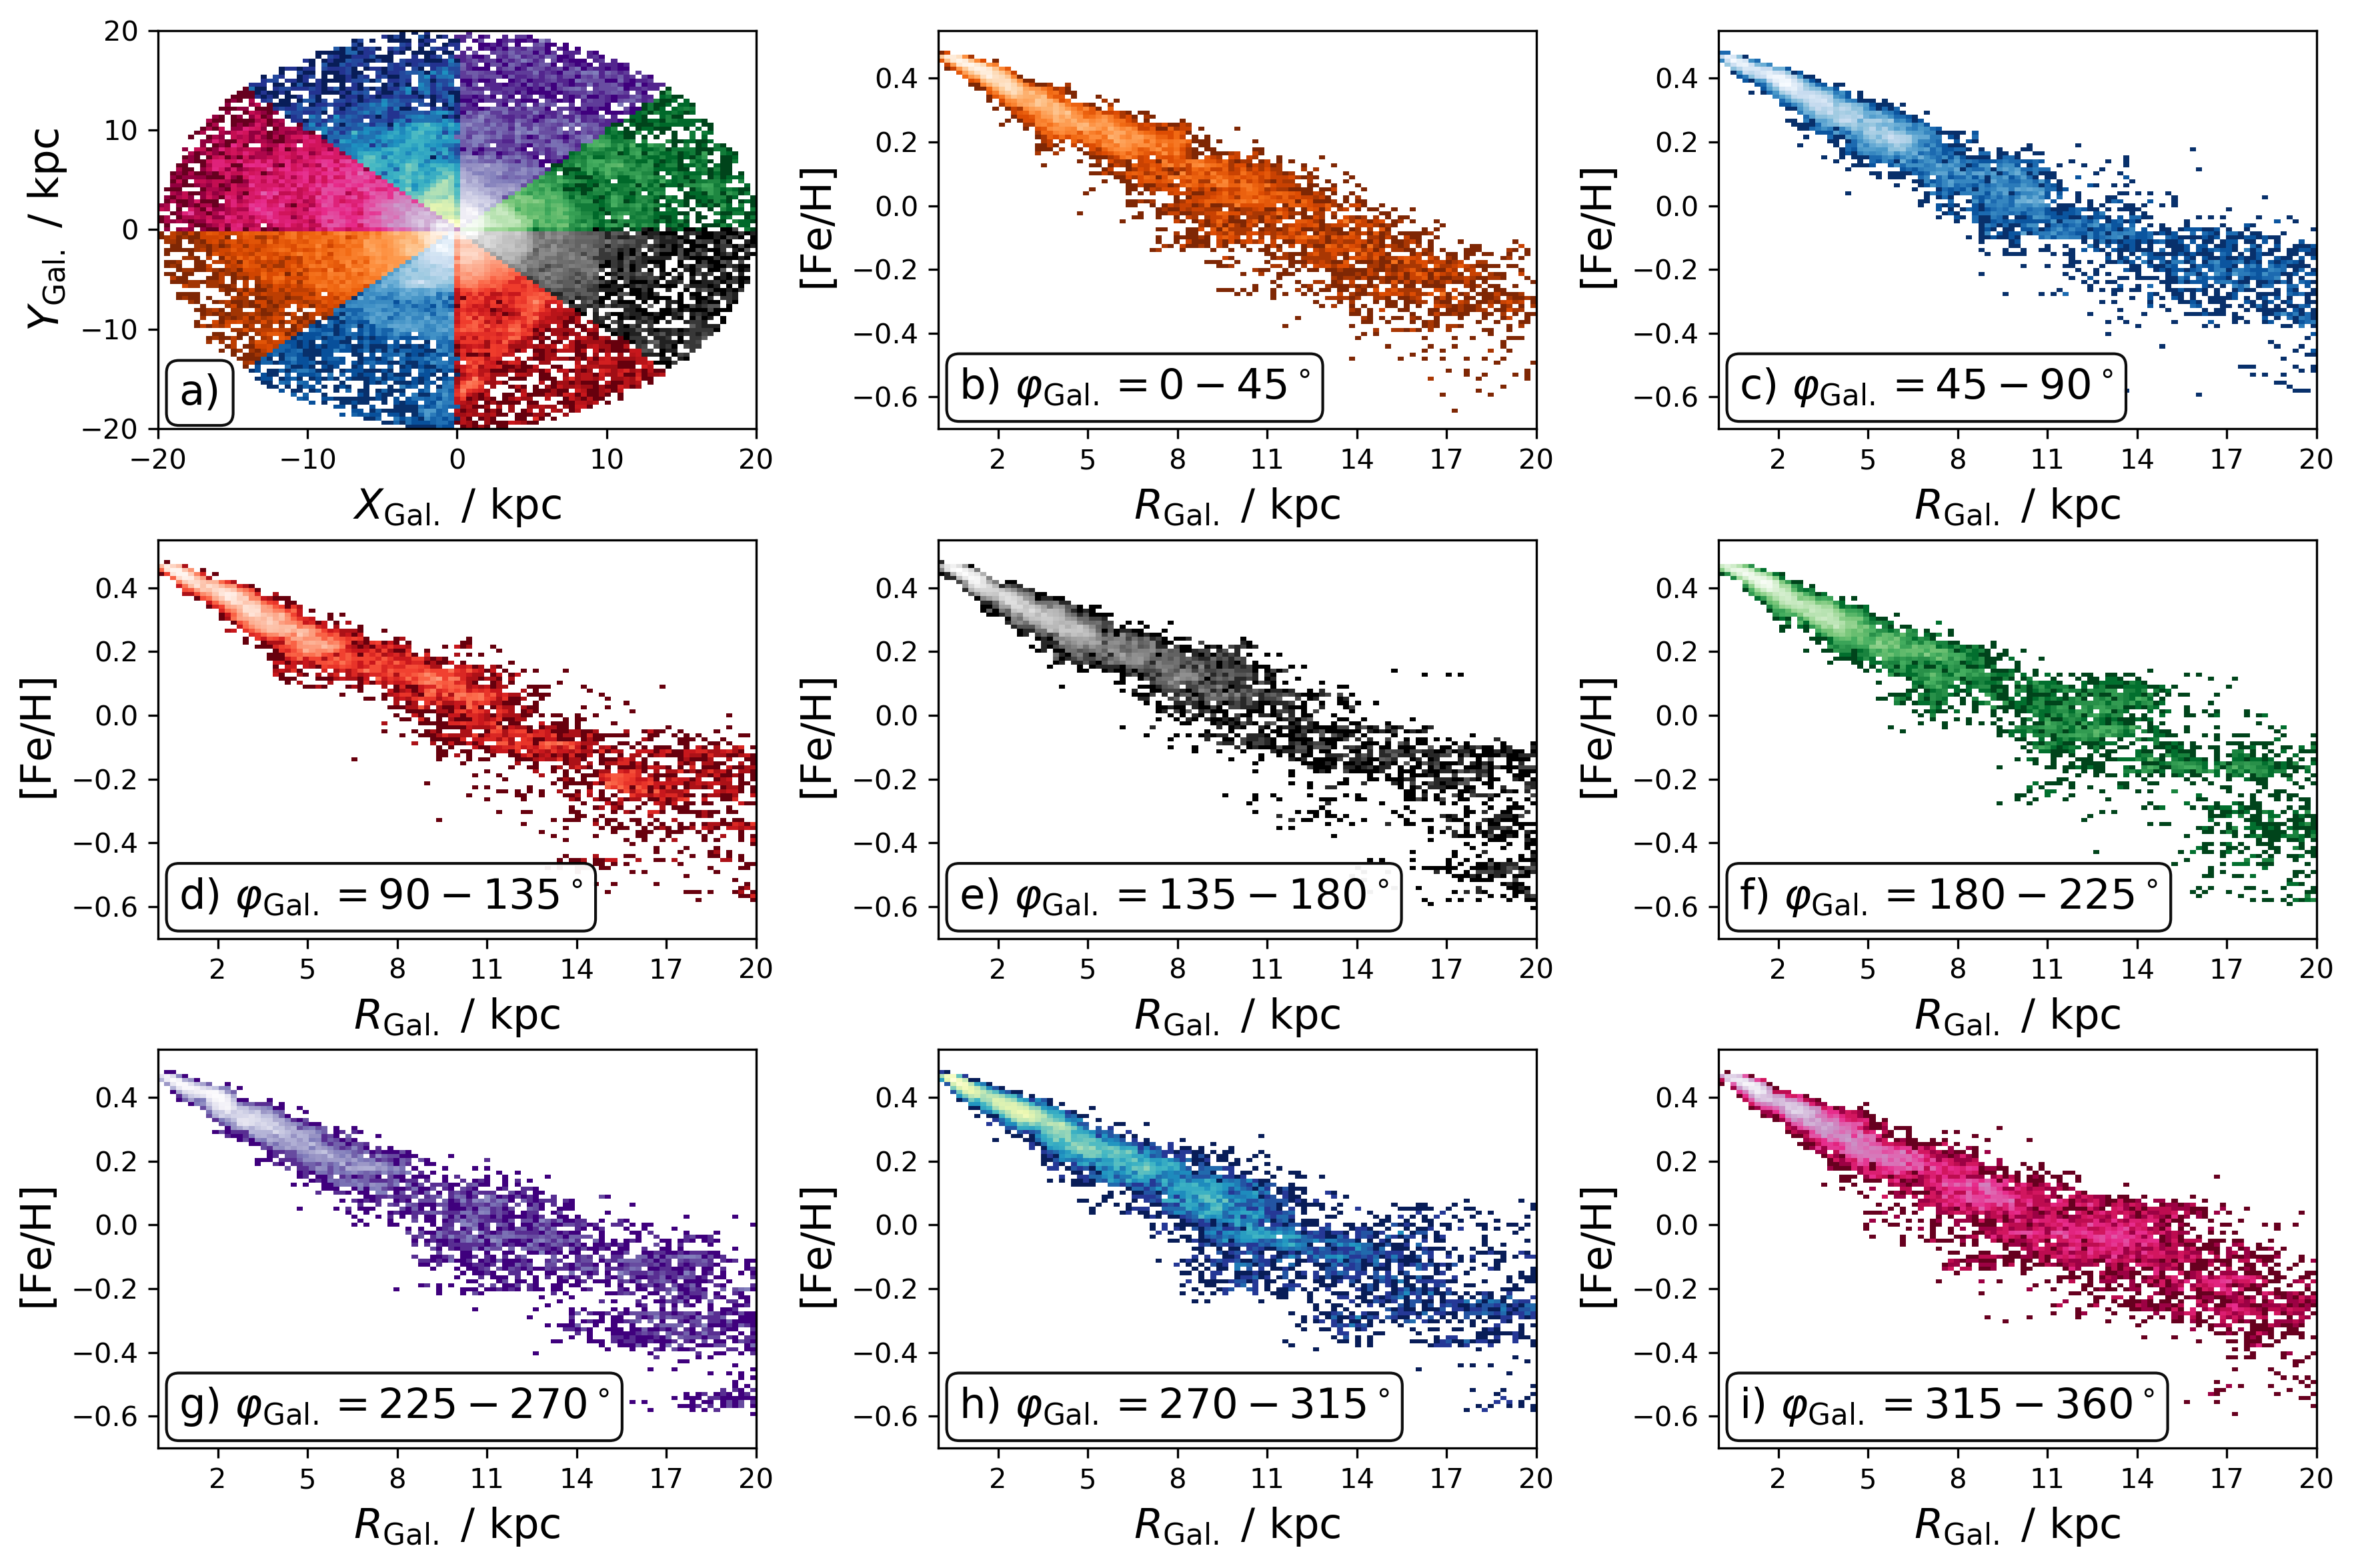 20
10
0
−10
−20
Y_Gal. / kpc
a)
−20 −10 0 10 20
X_Gal. / kpc
0.4
0.2
0.0
−0.2
−0.4
−0.6
[Fe/H]
b) φ_Gal. = 0 − 45°
2 5 8 11 14 17 20
R_Gal. / kpc
0.4
0.2
0.0
−0.2
−0.4
−0.6
[Fe/H]
c) φ_Gal. = 45 − 90°
2 5 8 11 14 17 20
R_Gal. / kpc
0.4
0.2
0.0
−0.2
−0.4
−0.6
[Fe/H]
d) φ_Gal. = 90 − 135°
2 5 8 11 14 17 20
R_Gal. / kpc
0.4
0.2
0.0
−0.2
−0.4
−0.6
[Fe/H]
e) φ_Gal. = 135 − 180°
2 5 8 11 14 17 20
R_Gal. / kpc
0.4
0.2
0.0
−0.2
−0.4
−0.6
[Fe/H]
f) φ_Gal. = 180 − 225°
2 5 8 11 14 17 20
R_Gal. / kpc
0.4
0.2
0.0
−0.2
−0.4
−0.6
[Fe/H]
g) φ_Gal. = 225 − 270°
2 5 8 11 14 17 20
R_Gal. / kpc
0.4
0.2
0.0
−0.2
−0.4
−0.6
[Fe/H]
h) φ_Gal. = 270 − 315°
2 5 8 11 14 17 20
R_Gal. / kpc
0.4
0.2
0.0
−0.2
−0.4
−0.6
[Fe/H]
i) φ_Gal. = 315 − 360°
2 5 8 11 14 17 20
R_Gal. / kpc